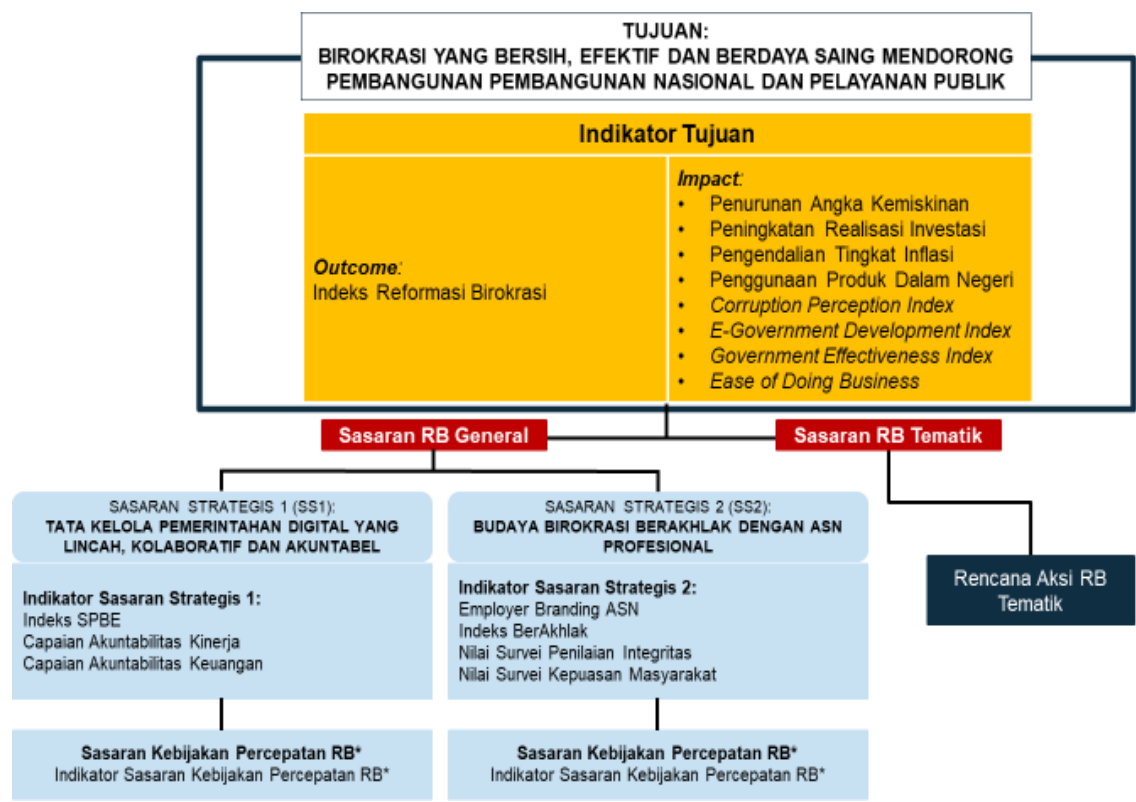 TUJUAN:
BIROKRASI YANG BERSIH, EFEKTIF DAN BERDAYA SAING MENDORONG
PEMBANGUNAN PEMBANGUNAN NASIONAL DAN PELAYANAN PUBLIK
Indikator Tujuan
Outcome:
Indeks Reformasi Birokrasi
Impact:
• Penurunan Angka Kemiskinan
• Peningkatan Realisasi Investasi
• Pengendalian Tingkat Inflasi
• Penggunaan Produk Dalam Negeri
• Corruption Perception Index
• E-Government Development Index
• Government Effectiveness Index
• Ease of Doing Business
Sasaran RB General
Sasaran RB Tematik
SASARAN STRATEGIS 1 (SS1):
TATA KELOLA PEMERINTAHAN DIGITAL YANG
LINCAH, KOLABORATIF DAN AKUNTABEL
Indikator Sasaran Strategis 1:
Indeks SPBE
Capaian Akuntabilitas Kinerja
Capaian Akuntabilitas Keuangan
Sasaran Kebijakan Percepatan RB*
Indikator Sasaran Kebijakan Percepatan RB*
SASARAN STRATEGIS 2 (SS2):
BUDAYA BIROKRASI BERAKHLAK DENGAN ASN
PROFESIONAL
Indikator Sasaran Strategis 2:
Employer Branding ASN
Indeks BerAkhlak
Nilai Survei Penilaian Integritas
Nilai Survei Kepuasan Masyarakat
Sasaran Kebijakan Percepatan RB*
Indikator Sasaran Kebijakan Percepatan RB*
Rencana Aksi RB
Tematik